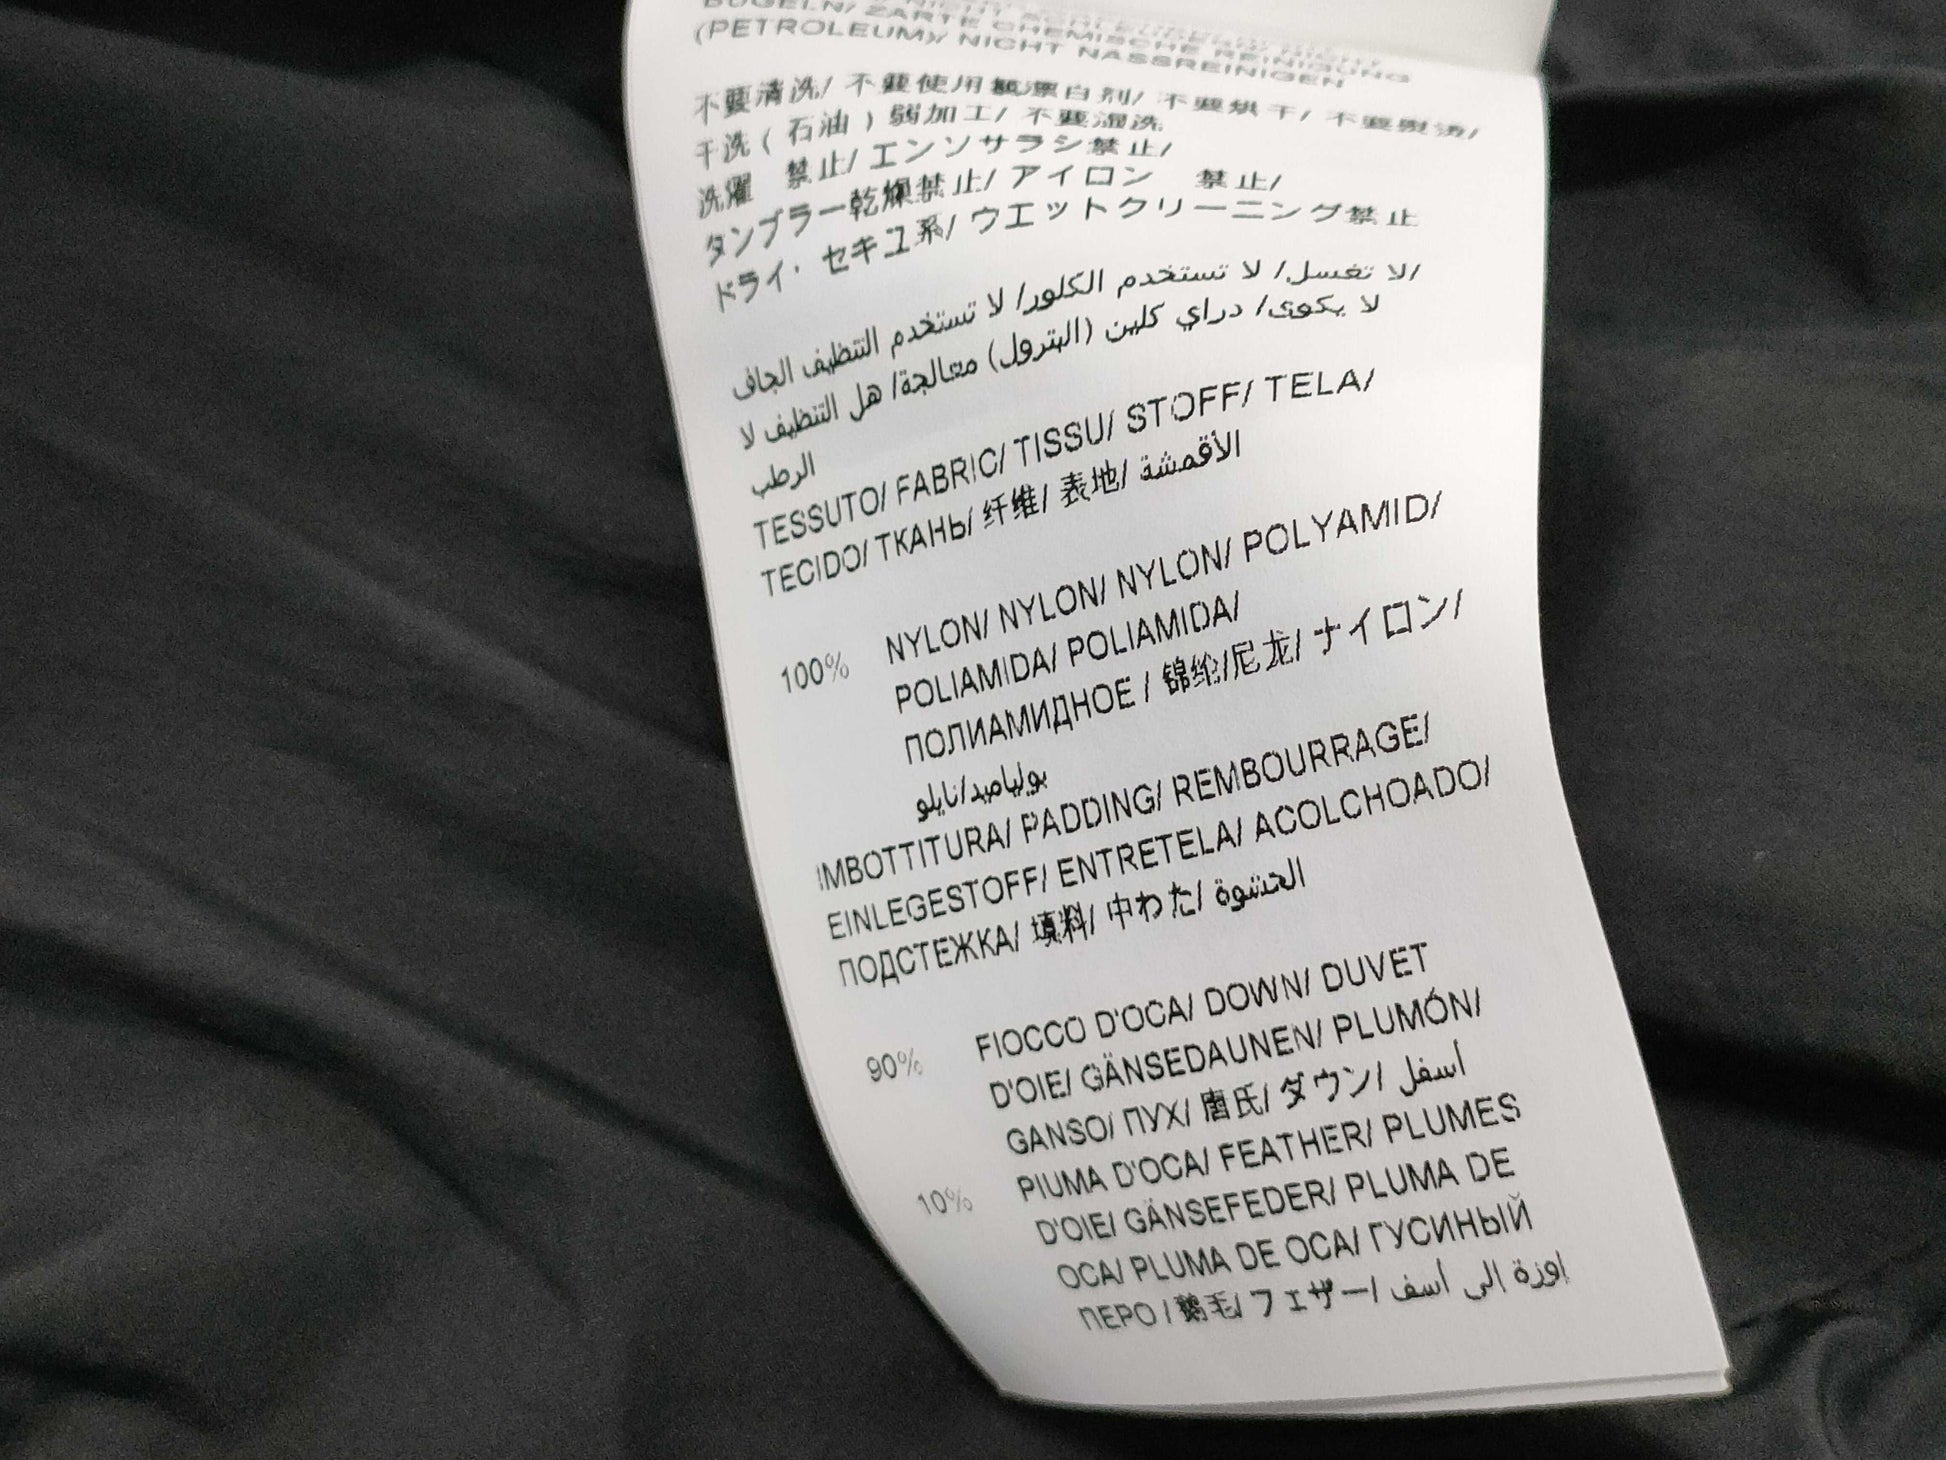 BÜGELN/ ZARTE CHEMISCHE REINIGUNG
(PETROLEUM)/ NICHT NASSREINIGEN
不要清洗/ 不要使用氯漂白剂/ 不要烘干/ 不要熨烫/
干洗 ( 石油 ) 弱加工/ 不要湿洗
洗濯 禁止/ エンソサラシ禁止/
タンブラー乾燥禁止/ アイロン 禁止/
ドライ・セキユ系/ ウエットクリーニング禁止
/لا تغسل/ لا تستخدم الكلور/ لا تستخدم التنظيف الجاف
لا يكوى/ دراي كلين (البترول) معالجة/ هل التنظيف لا
الرطب
TESSUTO/ FABRIC/ TISSU/ STOFF/ TELA/
TECIDO/ ТКАНЬ/ 纤维/ 表地/ الأقمشة
100% NYLON/ NYLON/ NYLON/ POLYAMID/
POLIAMIDA/ POLIAMIDA/
ПОЛИАМИДНОЕ / 锦纶/尼龙/ ナイロン/
بولياميد/نايلو
IMBOTTITURA/ PADDING/ REMBOURRAGE/
EINLEGESTOFF/ ENTRETELA/ ACOLCHOADO/
ПОДСТЕЖКА/ 填料/ 中わた/ الحشوة
90% FIOCCO D'OCA/ DOWN/ DUVET
D'OIE/ GÄNSEDAUNEN/ PLUMÓN/
GANSO/ ПУХ/ 唐氏/ ダウン/ أسفل
10% PIUMA D'OCA/ FEATHER/ PLUMES
D'OIE/ GÄNSEFEDER/ PLUMA DE
OCA/ PLUMA DE OCA/ ГУСИНЫЙ
ПЕРО / 鹅毛/ フェザー/ اوزة إلى أسف